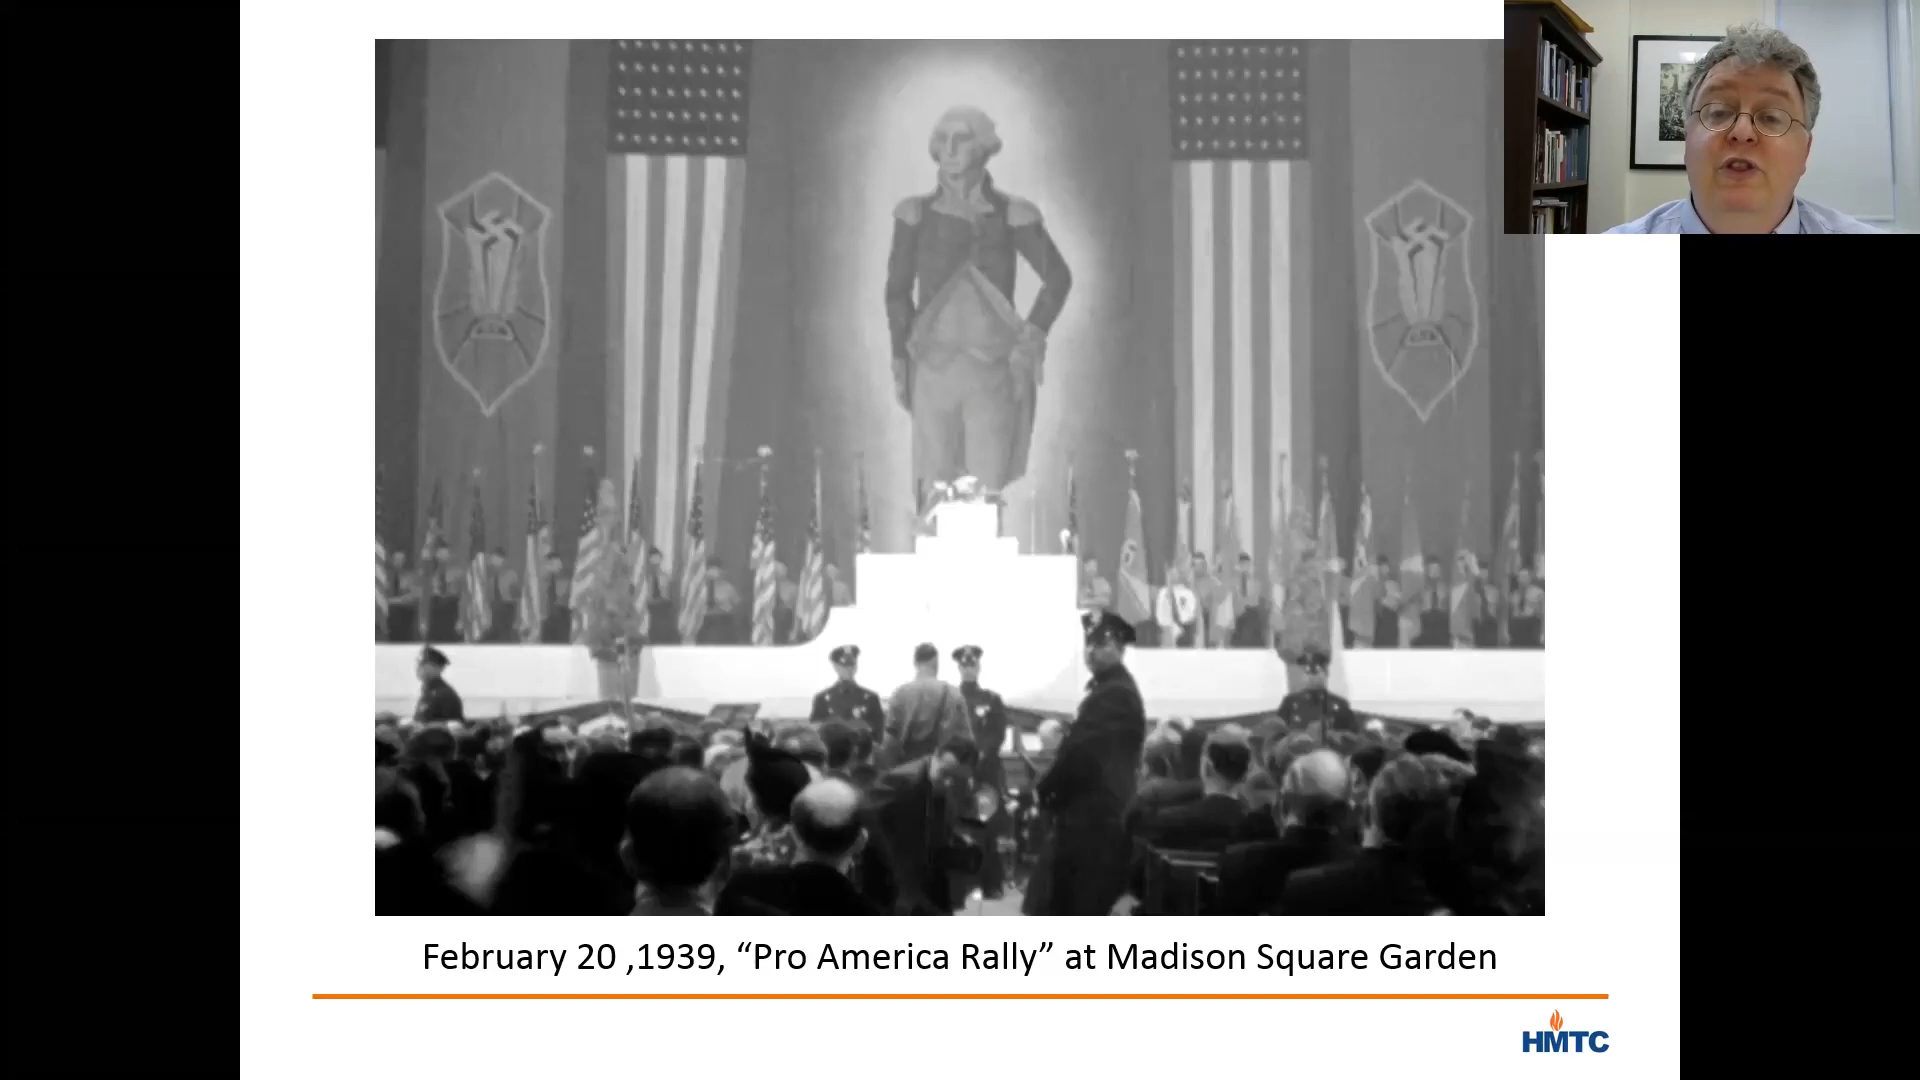 February 20 ,1939, “Pro America Rally” at Madison Square Garden
HMTC